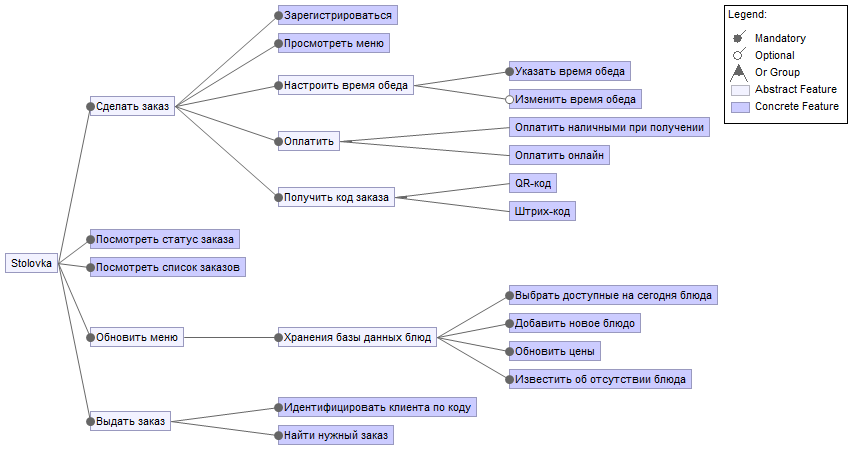 Stolovka
Сделать заказ
Зарегистрироваться
Просмотреть меню
Настроить время обеда
Указать время обеда
Изменить время обеда
Оплатить
Оплатить наличными при получении
Оплатить онлайн
Получить код заказа
QR-код
Штрих-код
Посмотреть статус заказа
Посмотреть список заказов
Обновить меню
Хранения базы данных блюд
Выбрать доступные на сегодня блюда
Добавить новое блюдо
Обновить цены
Известить об отсутствии блюда
Выдать заказ
Идентифицировать клиента по коду
Найти нужный заказ
Legend:
Mandatory
Optional
Or Group
Abstract Feature
Concrete Feature